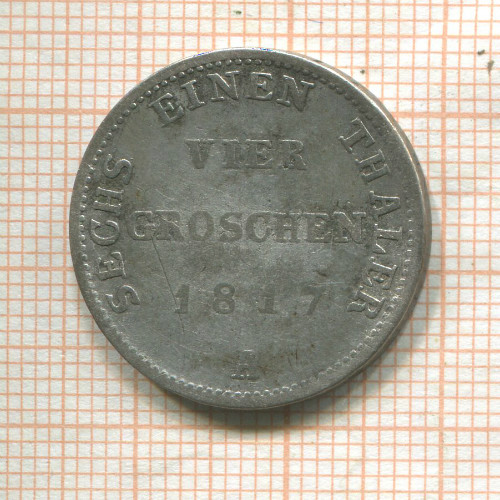 SECHS EINEN THALER
VIER
GROSCHEN
1817
A